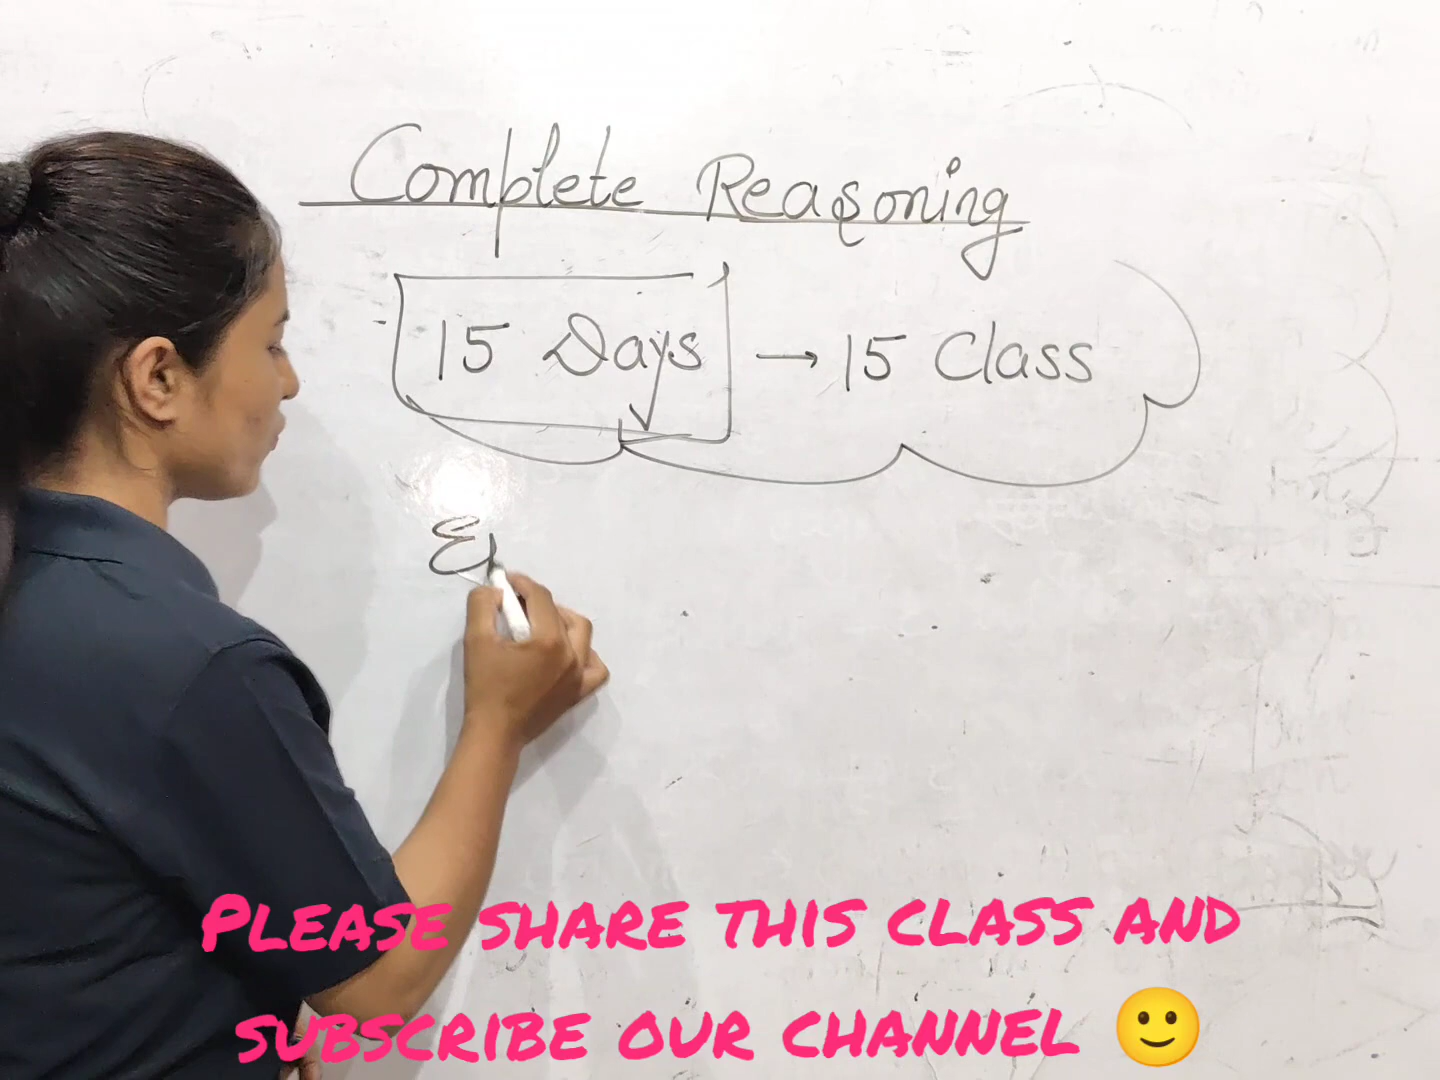 Complete Reasoning
15 Days → 15 Class
PLEASE SHARE THIS CLASS AND
SUBSCRIBE OUR CHANNEL 🙂